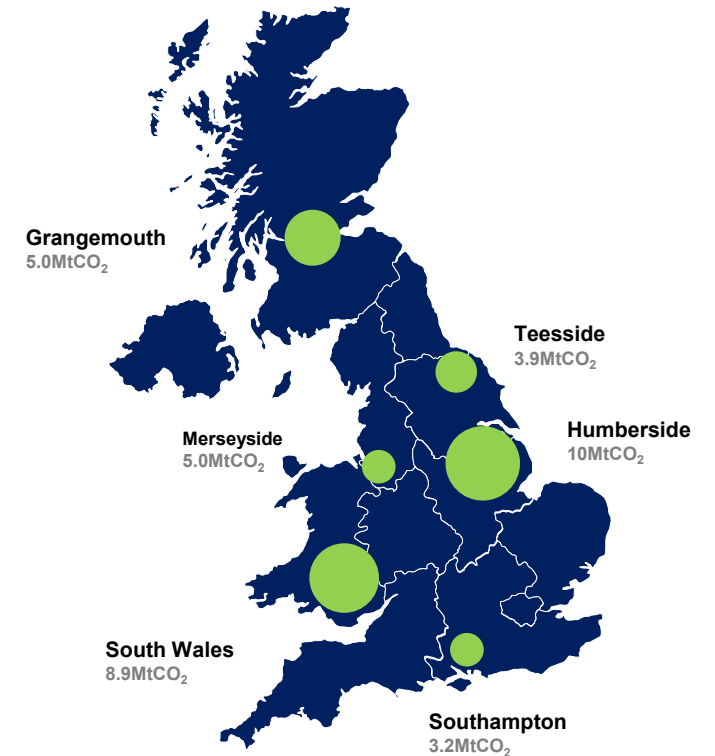 Grangemouth
5.0MtCO₂
Teesside
3.9MtCO₂
Merseyside
5.0MtCO₂
Humberside
10MtCO₂
South Wales
8.9MtCO₂
Southampton
3.2MtCO₂